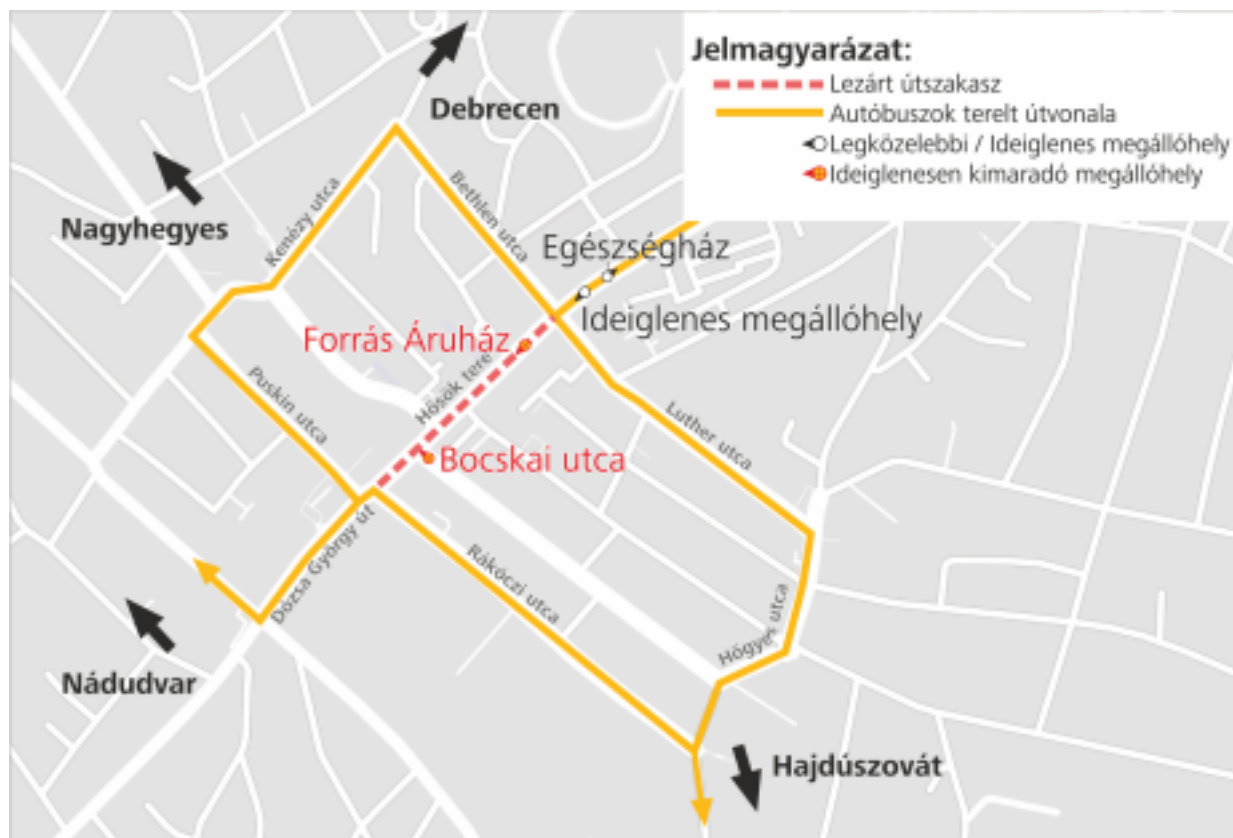 Jelmagyarázat:
Lezárt útszakasz
Autóbuszok terelt útvonala
Legközelebbi / Ideiglenes megállóhely
Ideiglenesen kimaradó megállóhely
Debrecen
Nagyhegyes
Kenézy utca
Bethlen utca
Egészségház
Ideiglenes megállóhely
Forrás Áruház
Hősök tere
Puskin utca
Luther utca
Bocskai utca
Dózsa György út
Rákóczi utca
Hőgyes utca
Nádudvar
Hajdúszovát